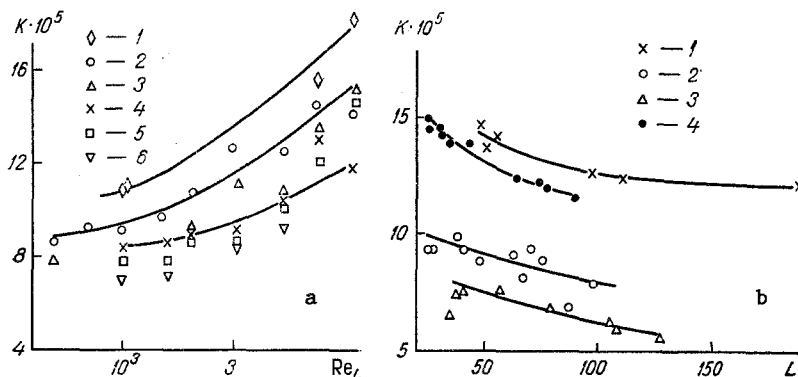 K·10⁵
16
12
8
4
◊ — 1
○ — 2
△ — 3
× — 4
□ — 5
▽ — 6
a
10³
3
Re,
K·10⁵
15
10
5
× — 1
○ — 2
△ — 3
● — 4
b
50
100
150
L